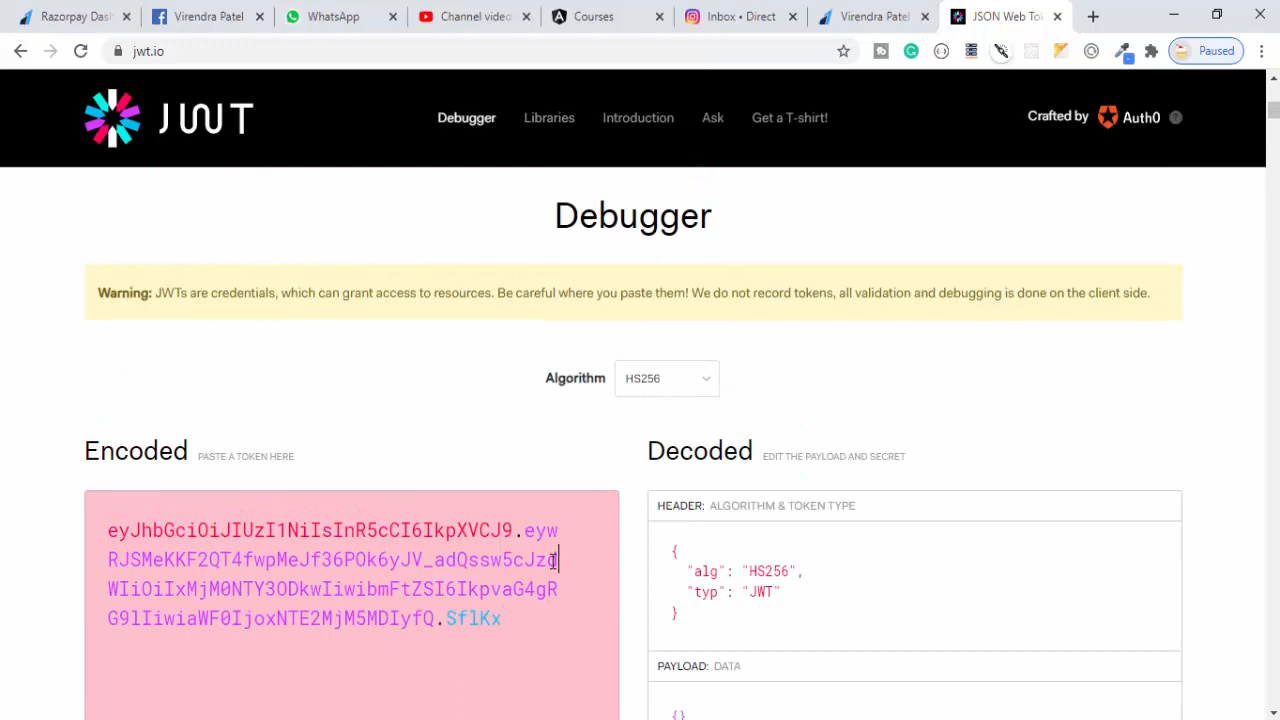 Razorpay Das
Virendra Patel
WhatsApp
Channel video
Courses
Inbox • Direct
Virendra Patel
JSON Web Tok
jwt.io
Paused
JWT
Debugger
Libraries
Introduction
Ask
Get a T-shirt!
Crafted by
Auth0
?
Debugger
Warning: JWTs are credentials, which can grant access to resources. Be careful where you paste them! We do not record tokens, all validation and debugging is done on the client side.
Algorithm
HS256
Encoded PASTE A TOKEN HERE
Decoded EDIT THE PAYLOAD AND SECRET
eyJhbGciOiJIUzI1NiIsInR5cCI6IkpXVCJ9.eyw
RJSMeKKF2QT4fwpMeJf36POk6yJV_adQssw5cJzd
WIiOiIxMjM0NTY3ODkwIiwibmFtZSI6IkpvaG4gR
G9lIiwiaWF0IjoxNTE2MjM5MDIyfQ.SflKx
HEADER: ALGORITHM & TOKEN TYPE
{
"alg": "HS256",
"typ": "JWT"
}
PAYLOAD: DATA
{}